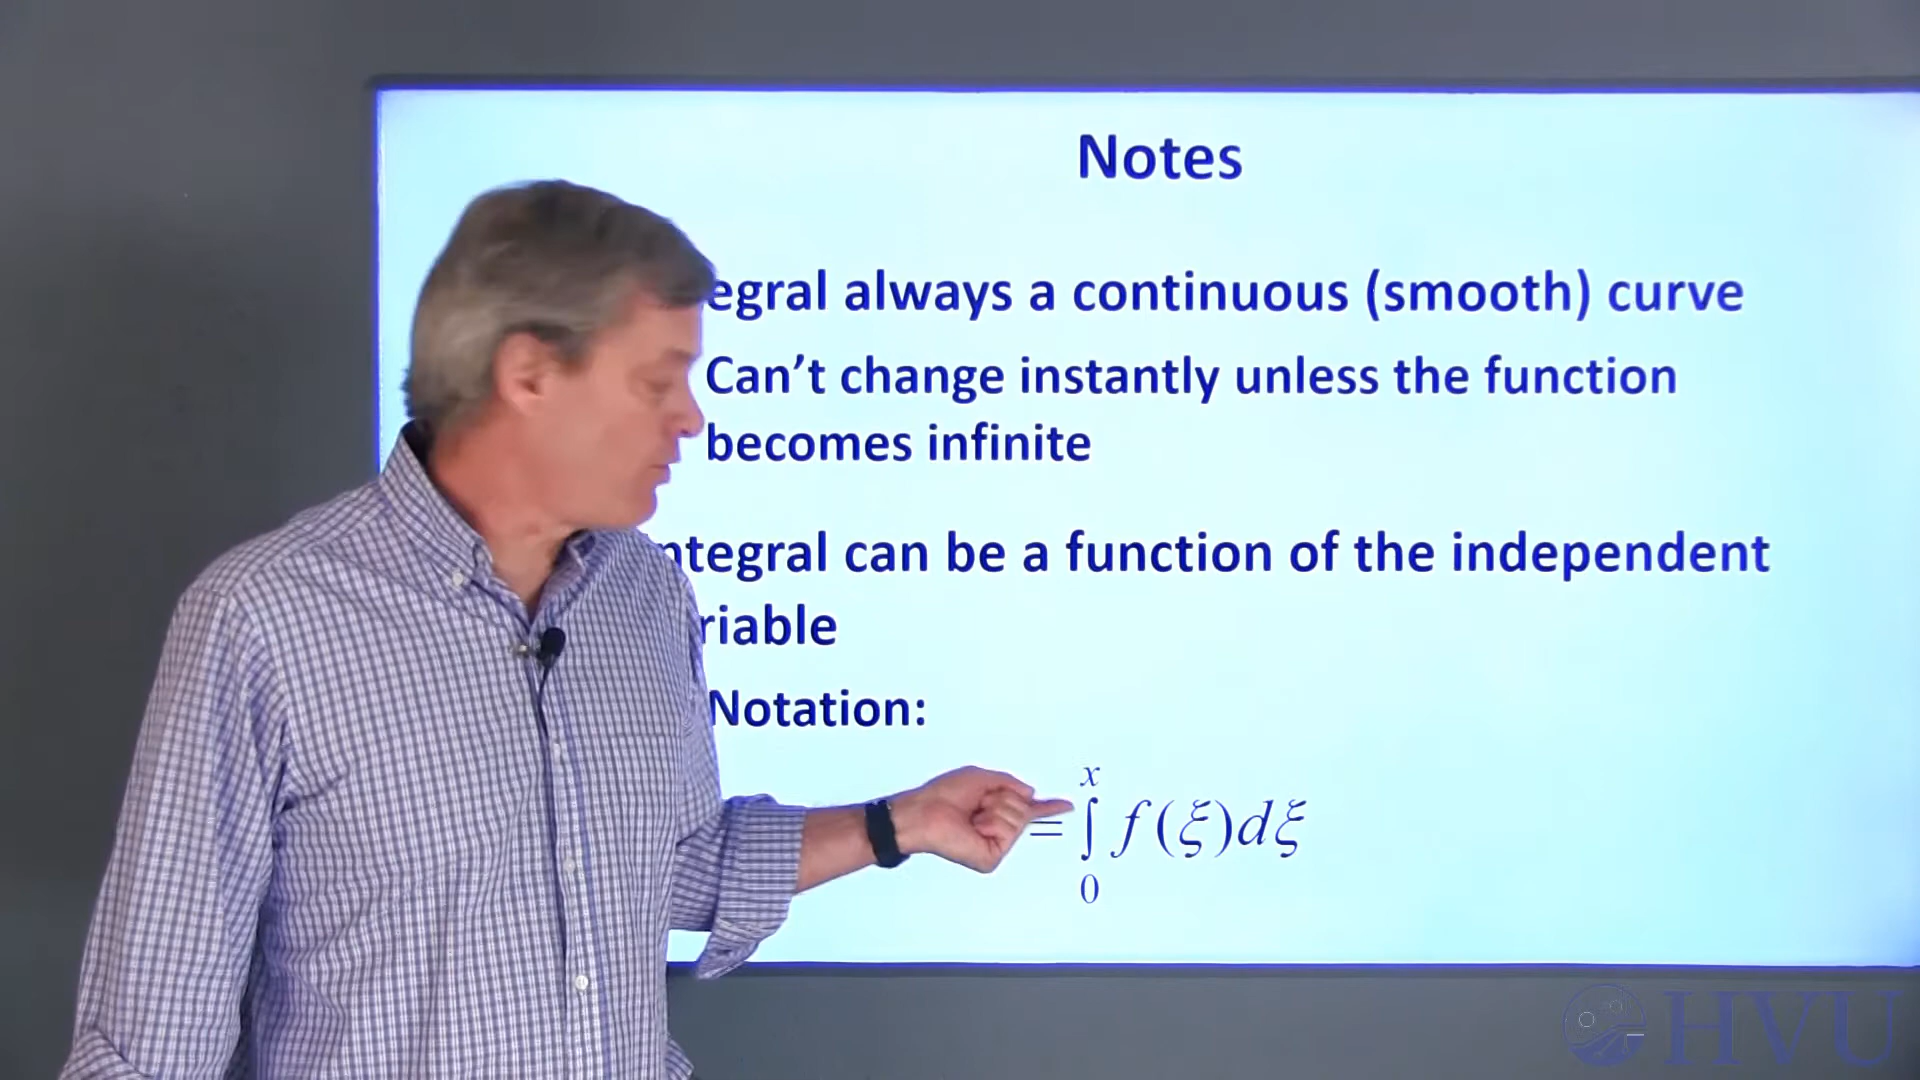 Notes
egral always a continuous (smooth) curve
Can't change instantly unless the function
becomes infinite
ntegral can be a function of the independent
riable
Notation:
= ∫₀ˣ f(ξ)dξ
HVU